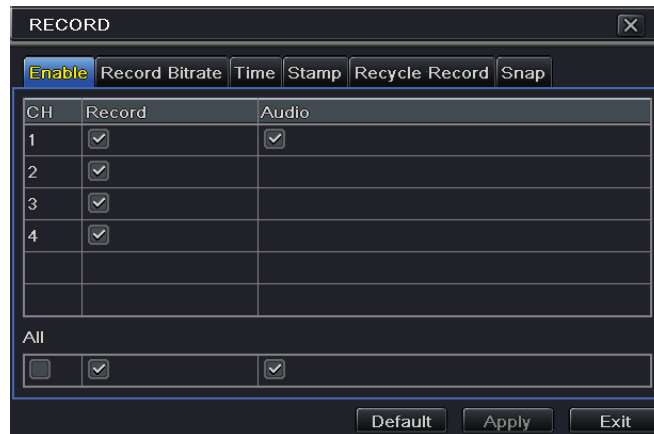 RECORD
Enable Record Bitrate Time Stamp Recycle Record Snap
CH Record Audio
1
2
3
4
All
Default Apply Exit